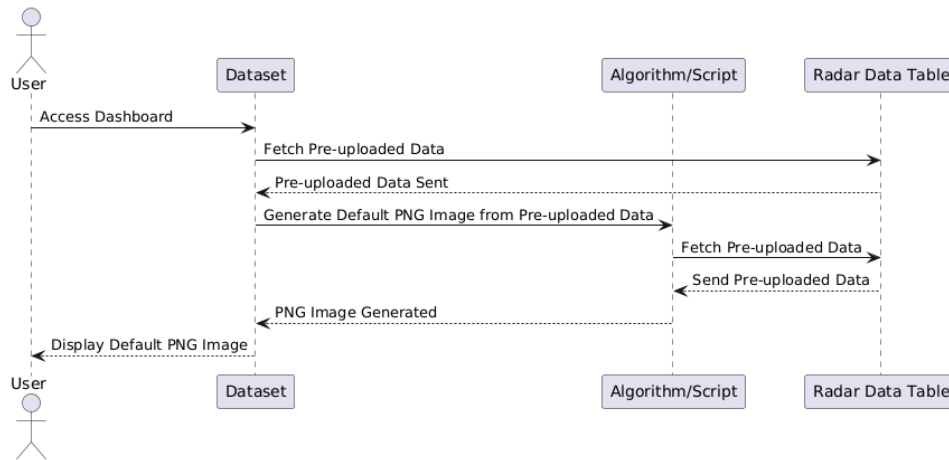 User
Dataset
Algorithm/Script
Radar Data Table
Access Dashboard
Fetch Pre-uploaded Data
Pre-uploaded Data Sent
Generate Default PNG Image from Pre-uploaded Data
Fetch Pre-uploaded Data
Send Pre-uploaded Data
PNG Image Generated
Display Default PNG Image
User
Dataset
Algorithm/Script
Radar Data Table